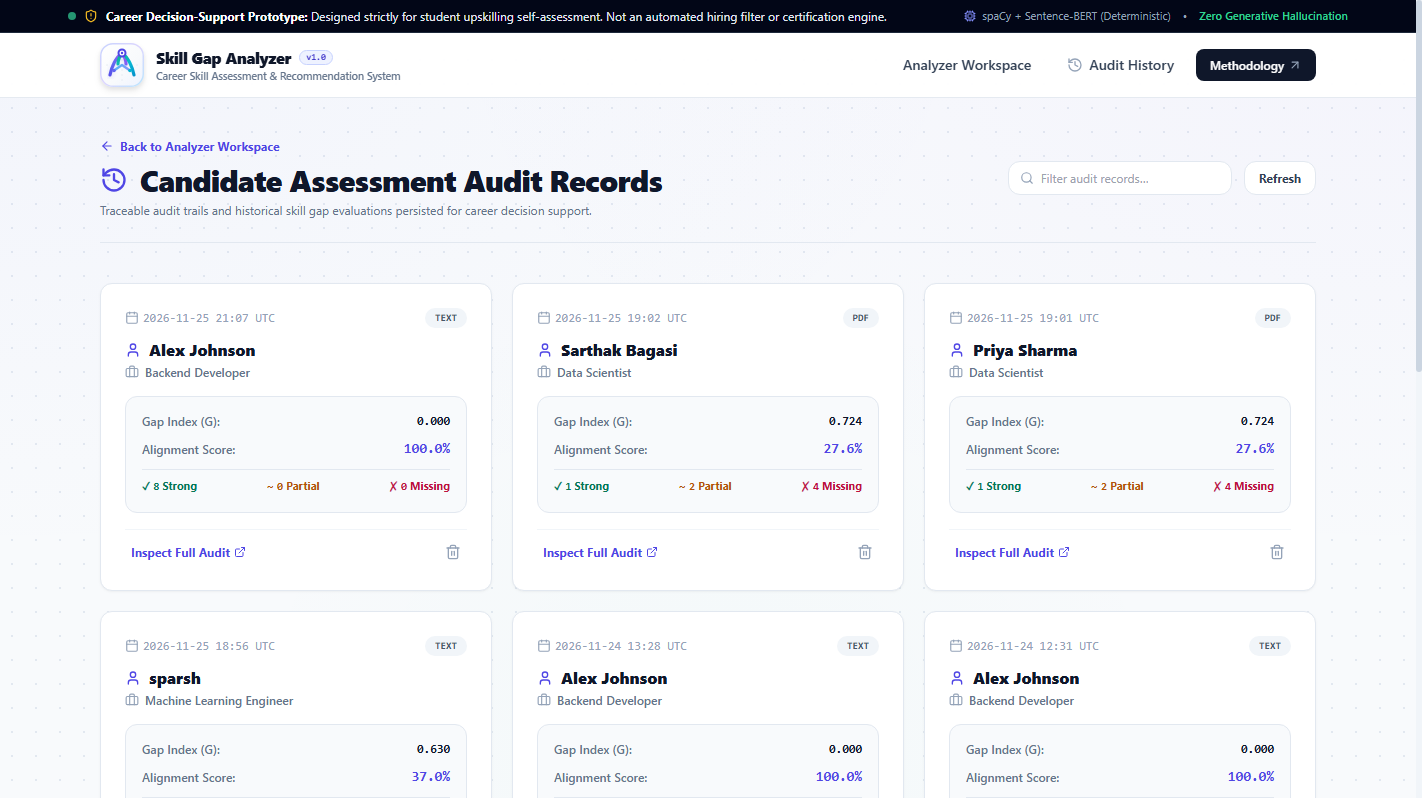 Career Decision-Support Prototype: Designed strictly for student upskilling self-assessment. Not an automated hiring filter or certification engine.
spaCy + Sentence-BERT (Deterministic) • Zero Generative Hallucination
Skill Gap Analyzer v1.0
Career Skill Assessment & Recommendation System
Analyzer Workspace
Audit History
Methodology
Back to Analyzer Workspace
Candidate Assessment Audit Records
Traceable audit trails and historical skill gap evaluations persisted for career decision support.
Filter audit records...
Refresh
2026-11-25 21:07 UTC TEXT
Alex Johnson
Backend Developer
Gap Index (G): 0.000
Alignment Score: 100.0%
✓ 8 Strong ~ 0 Partial ✗ 0 Missing
Inspect Full Audit
2026-11-25 19:02 UTC PDF
Sarthak Bagasi
Data Scientist
Gap Index (G): 0.724
Alignment Score: 27.6%
✓ 1 Strong ~ 2 Partial ✗ 4 Missing
Inspect Full Audit
2026-11-25 19:01 UTC PDF
Priya Sharma
Data Scientist
Gap Index (G): 0.724
Alignment Score: 27.6%
✓ 1 Strong ~ 2 Partial ✗ 4 Missing
Inspect Full Audit
2026-11-25 18:56 UTC TEXT
sparsh
Machine Learning Engineer
Gap Index (G): 0.630
Alignment Score: 37.0%
2026-11-24 13:28 UTC TEXT
Alex Johnson
Backend Developer
Gap Index (G): 0.000
Alignment Score: 100.0%
2026-11-24 12:31 UTC TEXT
Alex Johnson
Backend Developer
Gap Index (G): 0.000
Alignment Score: 100.0%